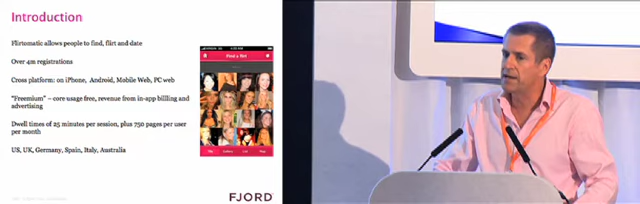 Introduction
Flirtomatic allows people to find, flirt and date
Over 4m registrations
Cross platform: on iPhone, Android, Mobile Web, PC web
"Freemium" – core usage free, revenue from in-app billing and
advertising
Dwell times of 25 minutes per session, plus 750 pages per user
per month
US, UK, Germany, Spain, Italy, Australia
FJORD